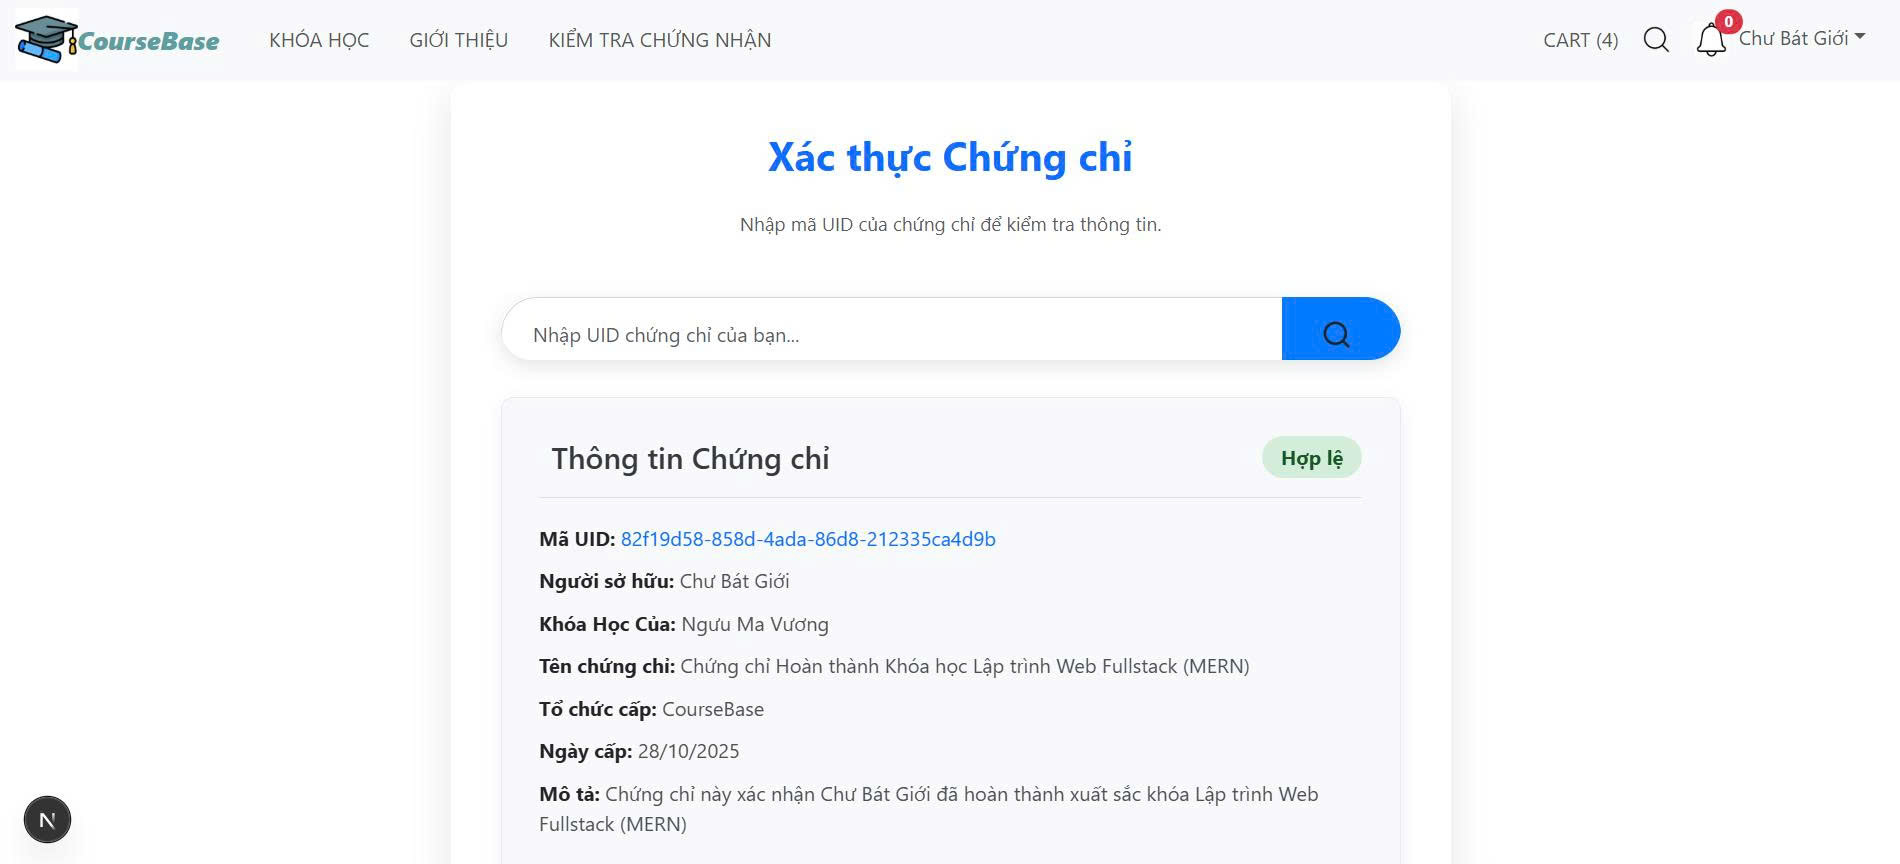 CourseBase
KHÓA HỌC
GIỚI THIỆU
KIỂM TRA CHỨNG NHẬN
CART (4)
0
Chư Bát Giới
Xác thực Chứng chỉ
Nhập mã UID của chứng chỉ để kiểm tra thông tin.
Nhập UID chứng chỉ của bạn...
Thông tin Chứng chỉ
Hợp lệ
Mã UID: 82f19d58-858d-4ada-86d8-212335ca4d9b
Người sở hữu: Chư Bát Giới
Khóa Học Của: Ngưu Ma Vương
Tên chứng chỉ: Chứng chỉ Hoàn thành Khóa học Lập trình Web Fullstack (MERN)
Tổ chức cấp: CourseBase
Ngày cấp: 28/10/2025
Mô tả: Chứng chỉ này xác nhận Chư Bát Giới đã hoàn thành xuất sắc khóa Lập trình Web
Fullstack (MERN)
N